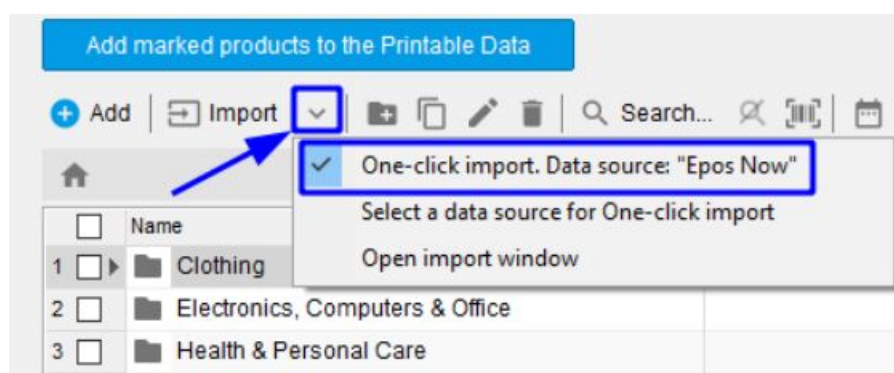 Add marked products to the Printable Data
Add Import Search...
One-click import. Data source: "Epos Now"
Select a data source for One-click import
Open import window
Name
1 Clothing
2 Electronics, Computers & Office
3 Health & Personal Care